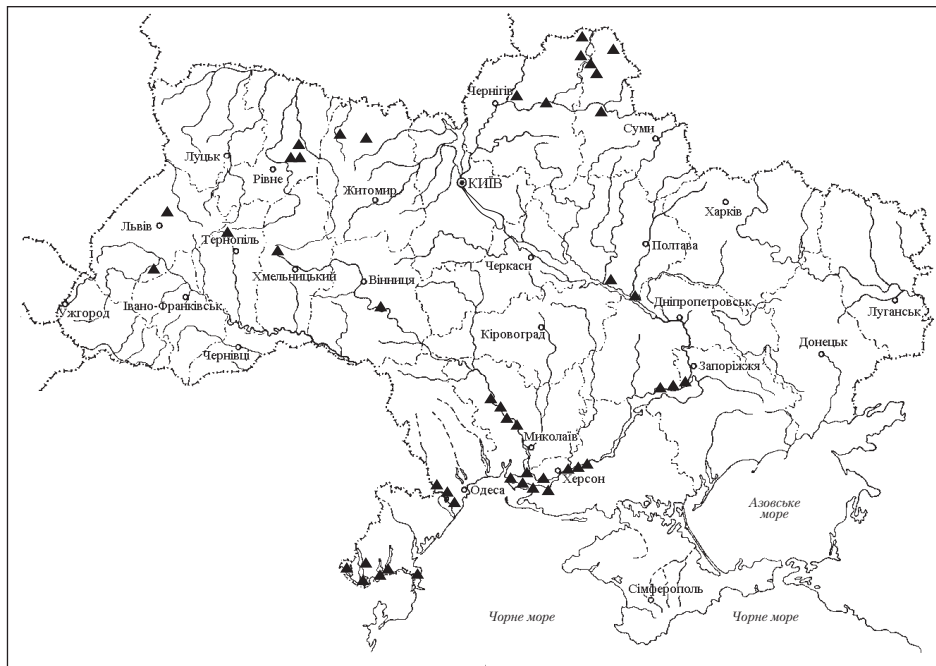 Чернігів
Суми
Луцьк
Рівне
КИЇВ
Житомир
Харків
Львів
Тернопіль
Полтава
Хмельницький
Вінниця
Черкаси
Івано-Франківськ
Ужгород
Дніпропетровськ
Луганськ
Кіровоград
Чернівці
Донецьк
Запоріжжя
Миколаїв
Херсон
Одеса
Азовське
море
Сімферополь
Чорне море
Чорне море